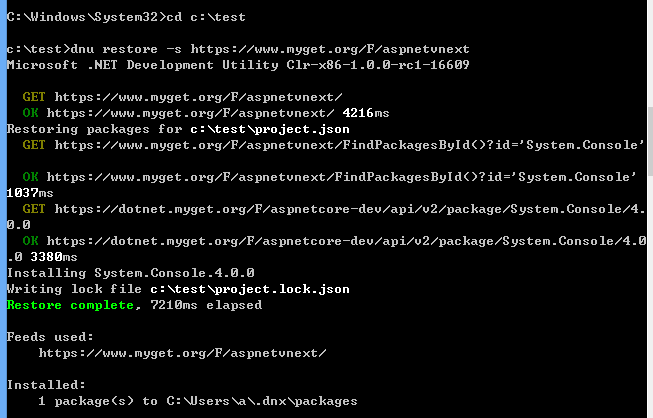 C:\Windows\System32>cd c:\test
c:\test>dnu restore -s https://www.myget.org/F/aspnetvnext
Microsoft .NET Development Utility Clr-x86-1.0.0-rc1-16609
GET https://www.myget.org/F/aspnetvnext/
OK https://www.myget.org/F/aspnetvnext/ 4216ms
Restoring packages for c:\test\project.json
GET https://www.myget.org/F/aspnetvnext/FindPackagesById()?id='System.Console'
OK https://www.myget.org/F/aspnetvnext/FindPackagesById()?id='System.Console'
1037ms
GET https://dotnet.myget.org/F/aspnetcore-dev/api/v2/package/System.Console/4.
0.0
OK https://dotnet.myget.org/F/aspnetcore-dev/api/v2/package/System.Console/4.0
.0 3380ms
Installing System.Console.4.0.0
Writing lock file c:\test\project.lock.json
Restore complete, 7210ms elapsed
Feeds used:
https://www.myget.org/F/aspnetvnext/
Installed:
1 package(s) to C:\Users\a\.dnx\packages